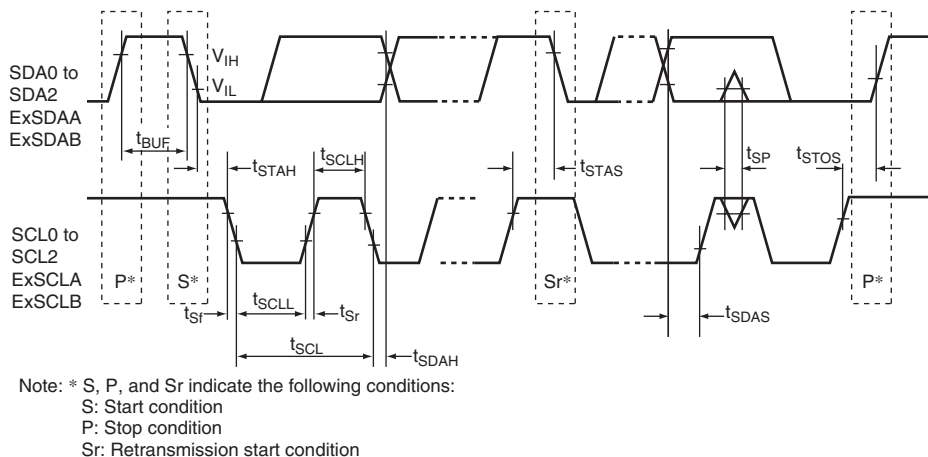 SDA0 to
SDA2
ExSDAA
ExSDAB
VIH
VIL
tBUF
tSTAH
tSCLH
tSTAS
tSP
tSTOS
SCL0 to
SCL2
ExSCLA
ExSCLB
P*
S*
Sr*
P*
tSf
tSCLL
tSr
tSCL
tSDAH
tSDAS
Note: * S, P, and Sr indicate the following conditions:
S: Start condition
P: Stop condition
Sr: Retransmission start condition